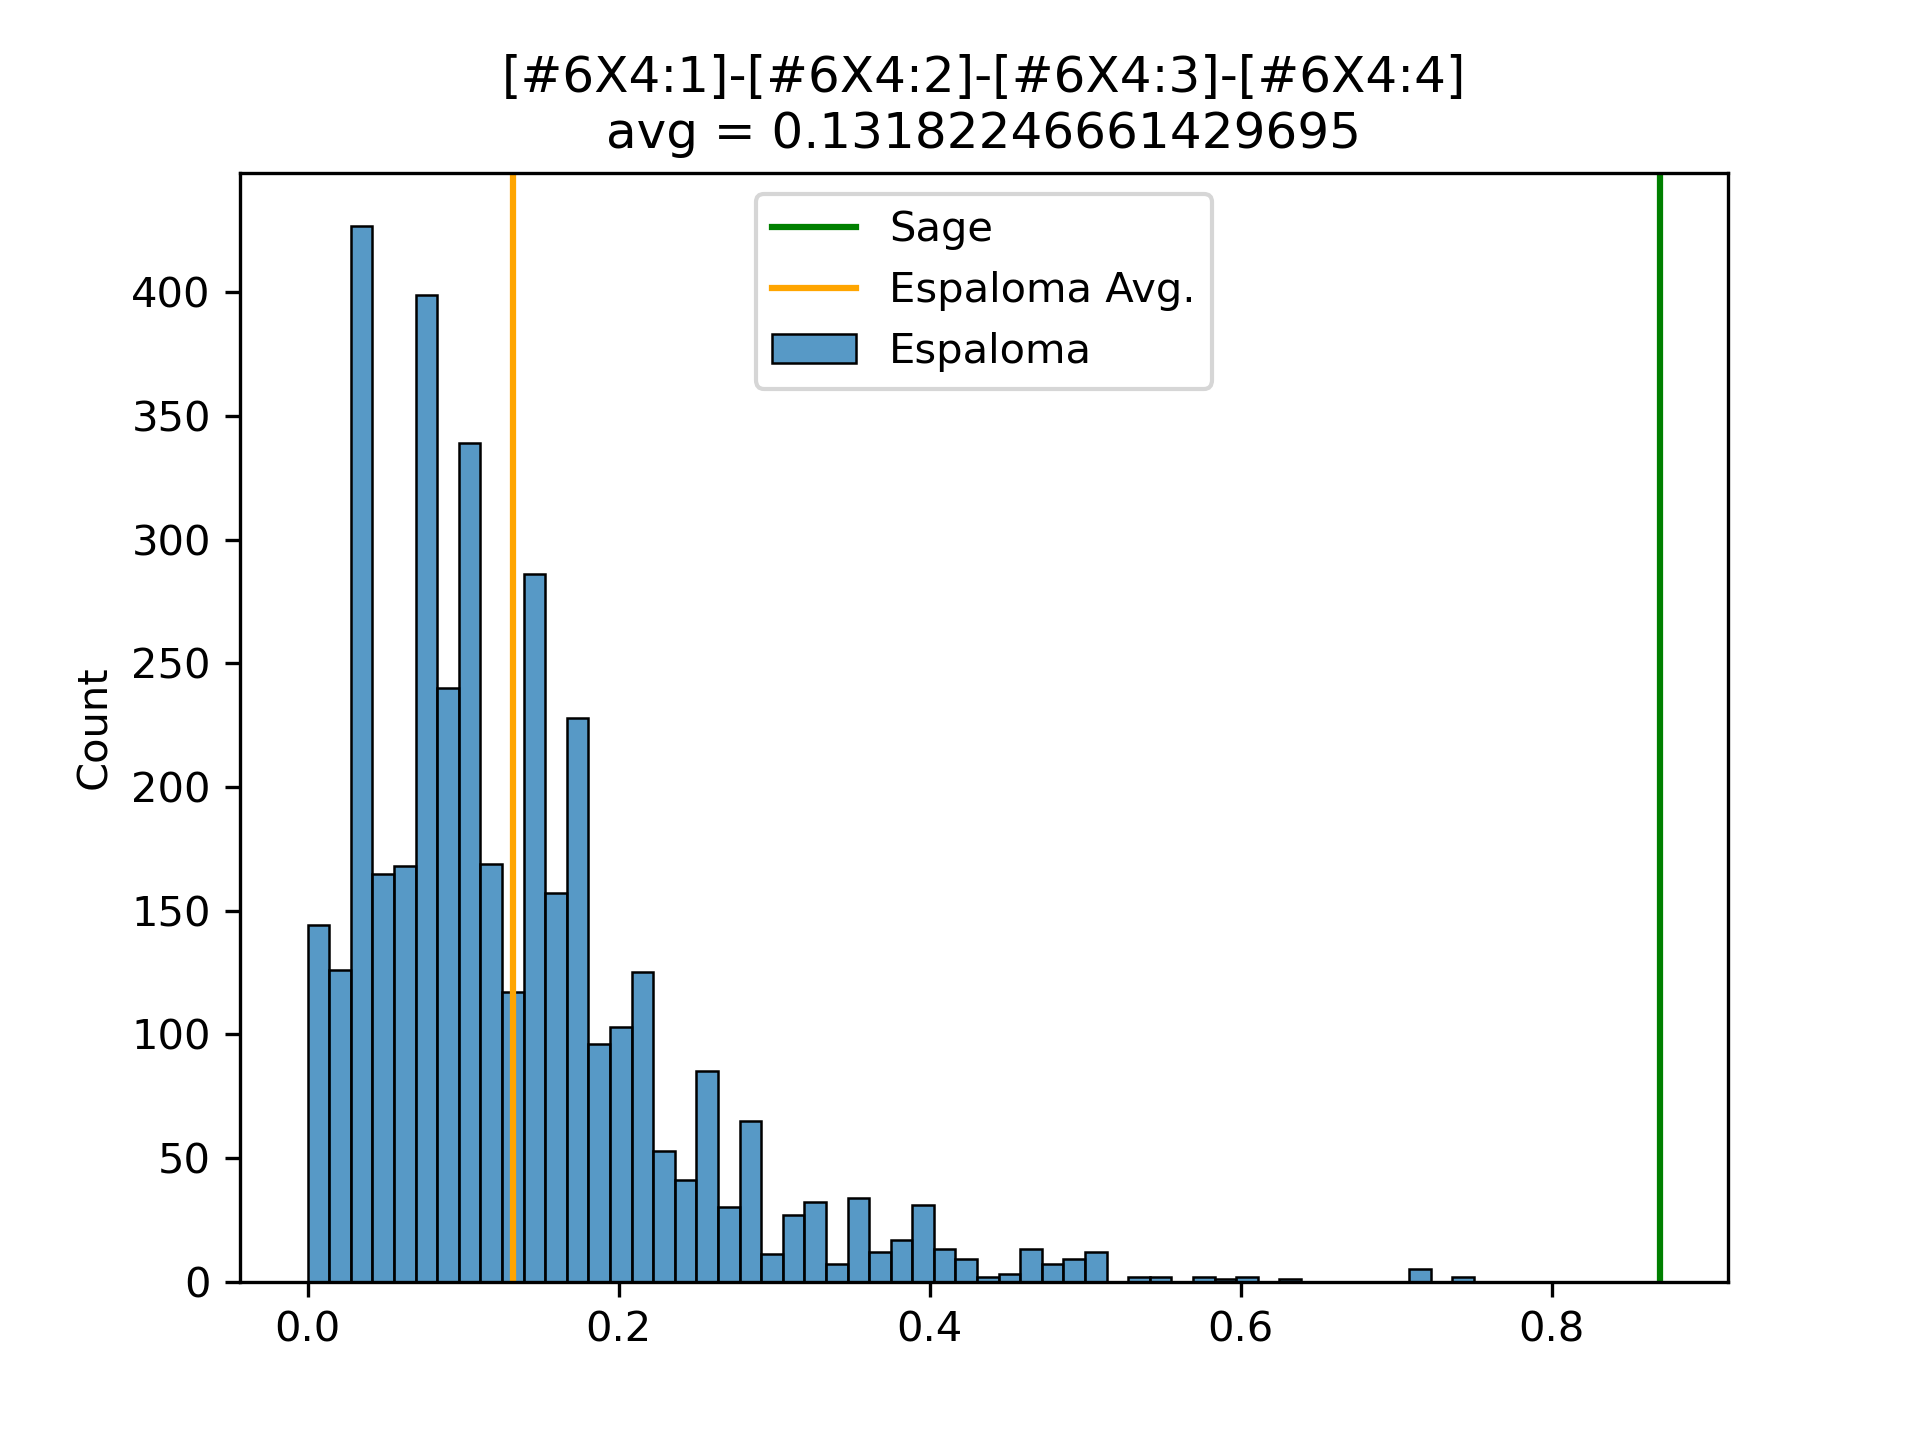 [#6X4:1]-[#6X4:2]-[#6X4:3]-[#6X4:4]
avg = 0.13182246661429695
Sage
Espaloma Avg.
Espaloma
Count
400
350
300
250
200
150
100
50
0
0.0 0.2 0.4 0.6 0.8